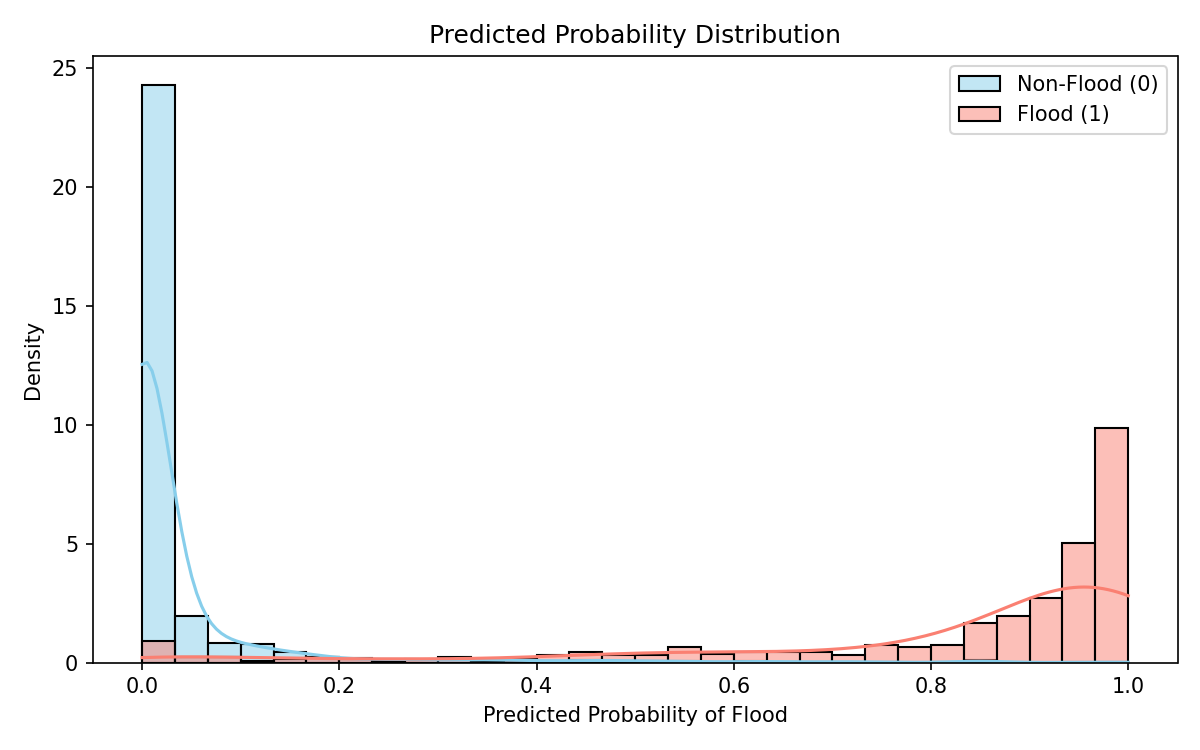 Predicted Probability Distribution
Non-Flood (0)
Flood (1)
25
20
15
10
5
0
Density
0.0 0.2 0.4 0.6 0.8 1.0
Predicted Probability of Flood